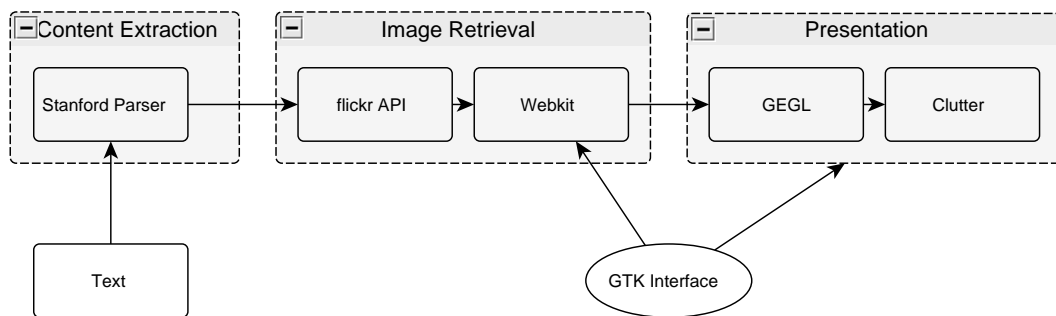 Content Extraction
Image Retrieval
Presentation
Stanford Parser
flickr API
Webkit
GEGL
Clutter
Text
GTK Interface